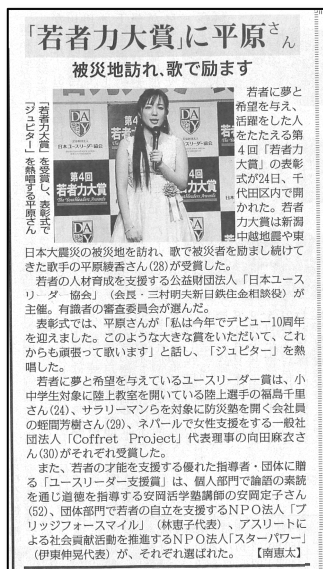 「若者力大賞」に平原さん
被災地訪れ、歌で励ます
若者に夢と
希望を与え、
活躍をした人
をたたえる第
4回「若者力
大賞」の表彰
式が24日、千
代田区内で開
かれた。若者
力大賞は新潟
中越地震や東
日本大震災の被災地を訪れ、歌で被災者を励まし続けて
きた歌手の平原綾香さん(28)が受賞した。
若者の人材育成を支援する公益財団法人「日本ユース
リーダー協会」(会長・三村明夫新日鉄住金相談役)が
主催。有識者の審査委員会が選んだ。
表彰式では、平原さんが「私は今年でデビュー10周年
を迎えました。このような大きな賞をいただいて、これ
からも頑張って歌います」と話し、「ジュピター」を熱
唱した。
若者に夢と希望を与えているユースリーダー賞は、小
中学生対象に陸上教室を開いている陸上選手の福島千里
さん(24)、サラリーマンらを対象に防災塾を開く会社員
の蛭間芳樹さん(29)、ネパールで女性支援をする一般社
団法人「Coffret Project」代表理事の向田麻衣さ
ん(30)がそれぞれ受賞した。
また、若者の才能を支援する優れた指導者・団体に贈
る「ユースリーダー支援賞」は、個人部門で論語の素読
を通じ道徳を指導する安岡活学塾講師の安岡定子さん
(52)、団体部門で若者の自立を支援するNPO法人「ブ
リッジフォースマイル」(林恵子代表)、アスリートに
よる社会貢献活動を推進するNPO法人「スターパワー」
(伊東伸晃代表)が、それぞれ選ばれた。【南恵太】
「若者力大賞」を受賞し、表彰式で
「ジュピター」を熱唱する平原さん
日本ユースリーダー協会
第4回
若者力大賞
The YouthLeaders Awards
第4回
若者力大賞